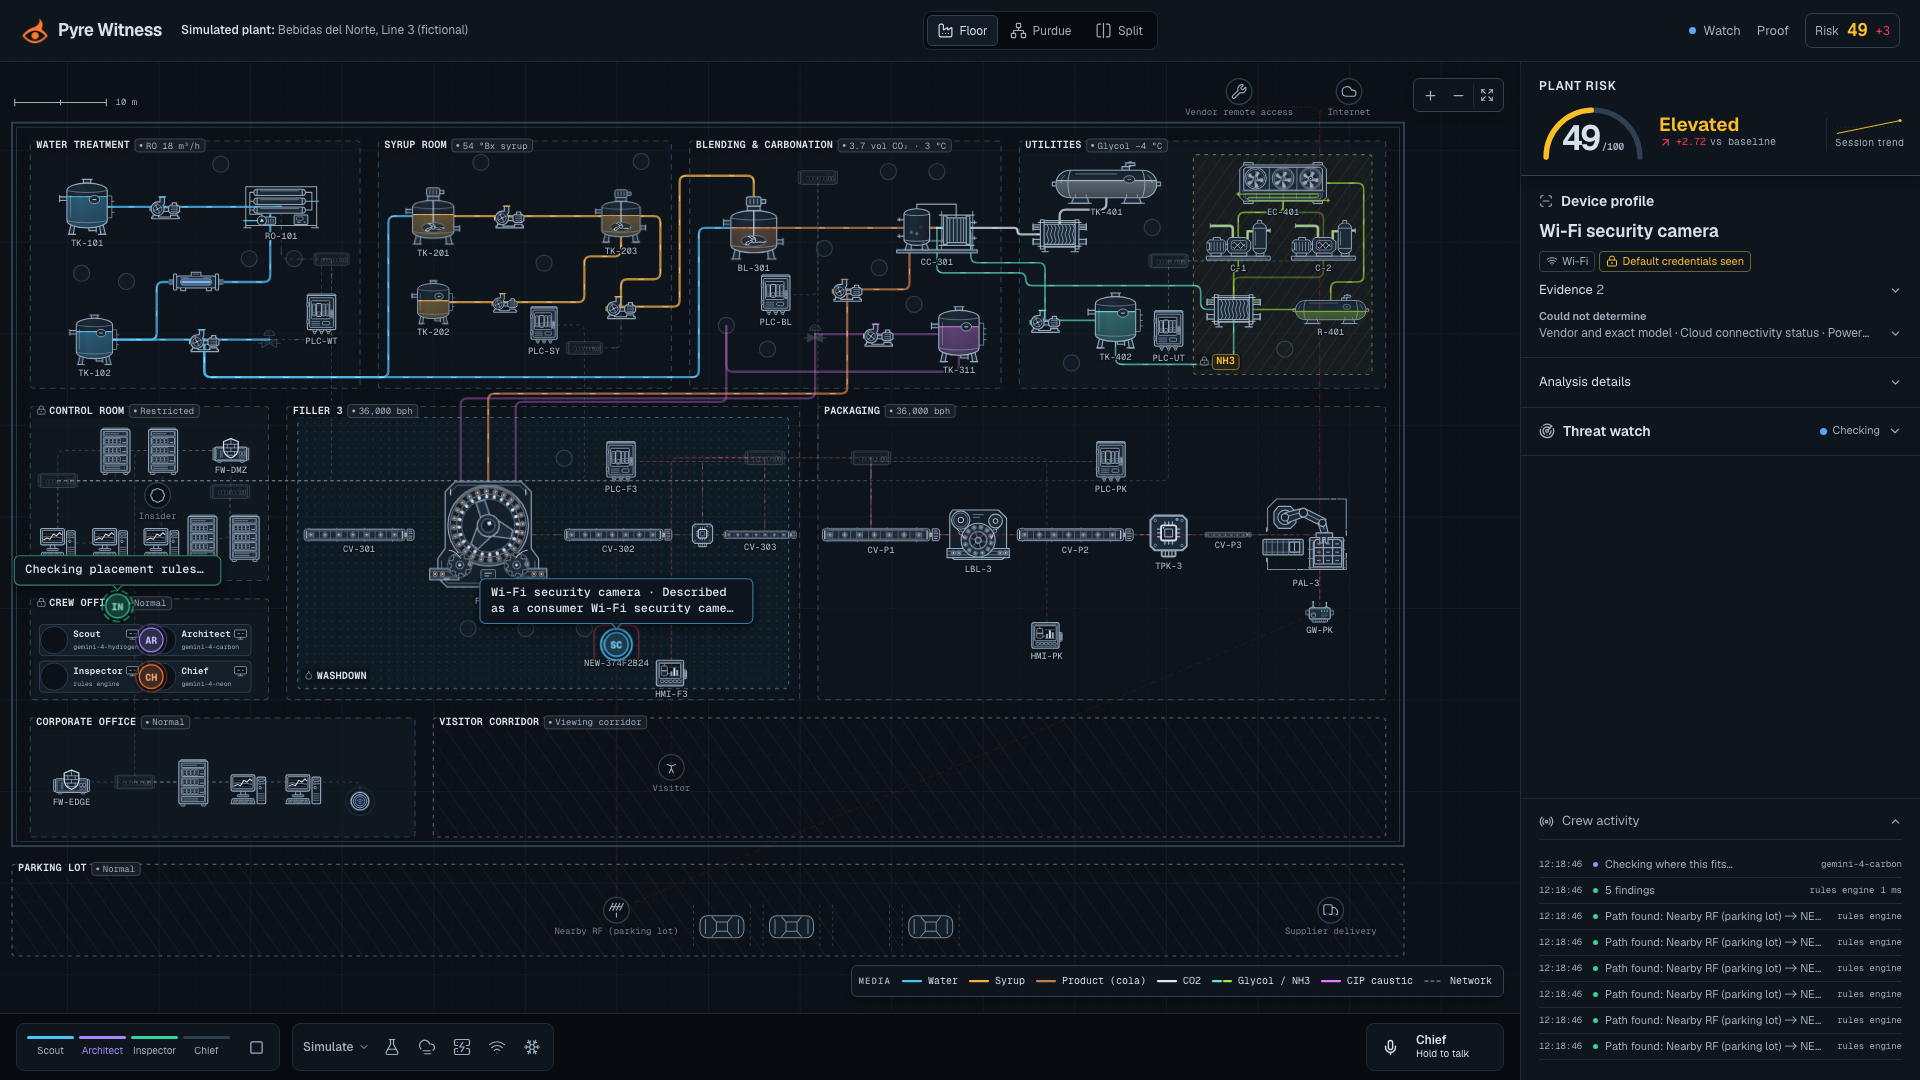 Pyre Witness
Simulated plant: Bebidas del Norte, Line 3 (fictional)
Floor
Purdue
Split
Watch
Proof
Risk 49 +3
10 m
Vendor remote access
Internet
WATER TREATMENT
RO 18 m³/h
SYRUP ROOM
54 °Bx syrup
BLENDING & CARBONATION
3.7 vol CO₂ · 3 °C
UTILITIES
Glycol −4 °C
TK-101
RO-101
TK-201
TK-203
BL-301
CC-301
TK-401
EC-401
C-1
C-2
TK-102
PLC-WT
TK-202
PLC-SY
PLC-BL
TK-311
TK-402
PLC-UT
R-401
NH3
CONTROL ROOM
Restricted
FILLER 3
36,000 bph
PACKAGING
36,000 bph
FW-DMZ
Insider
PLC-F3
PLC-PK
CV-301
CV-302
CV-303
CV-P1
LBL-3
CV-P2
TPK-3
CV-P3
PAL-3
GW-PK
HMI-PK
Checking placement rules…
CREW OFFI
IN
Normal
Scout
gemini-4-hydrogen
AR
Architect
gemini-4-carbon
Inspector
rules engine
CH
Chief
gemini-4-neon
Wi-Fi security camera · Described
as a consumer Wi-Fi security came…
SC
NEW-374F2B24
HMI-F3
WASHDOWN
CORPORATE OFFICE
Normal
FW-EDGE
VISITOR CORRIDOR
Viewing corridor
Visitor
PARKING LOT
Normal
Nearby RF (parking lot)
Supplier delivery
MEDIA
Water
Syrup
Product (cola)
CO2
Glycol / NH3
CIP caustic
Network
Scout
Architect
Inspector
Chief
Simulate
Chief
Hold to talk
PLANT RISK
49/100
Elevated
+2.72 vs baseline
Session trend
Device profile
Wi-Fi security camera
Wi-Fi
Default credentials seen
Evidence 2
Could not determine
Vendor and exact model · Cloud connectivity status · Power…
Analysis details
Threat watch
Checking
Crew activity
12:18:46 Checking where this fits… gemini-4-carbon
12:18:46 5 findings rules engine 1 ms
12:18:46 Path found: Nearby RF (parking lot) → NE… rules engine
12:18:46 Path found: Nearby RF (parking lot) → NE… rules engine
12:18:46 Path found: Nearby RF (parking lot) → NE… rules engine
12:18:46 Path found: Nearby RF (parking lot) → NE… rules engine
12:18:46 Path found: Nearby RF (parking lot) → NE… rules engine
12:18:46 Path found: Nearby RF (parking lot) → NE… rules engine